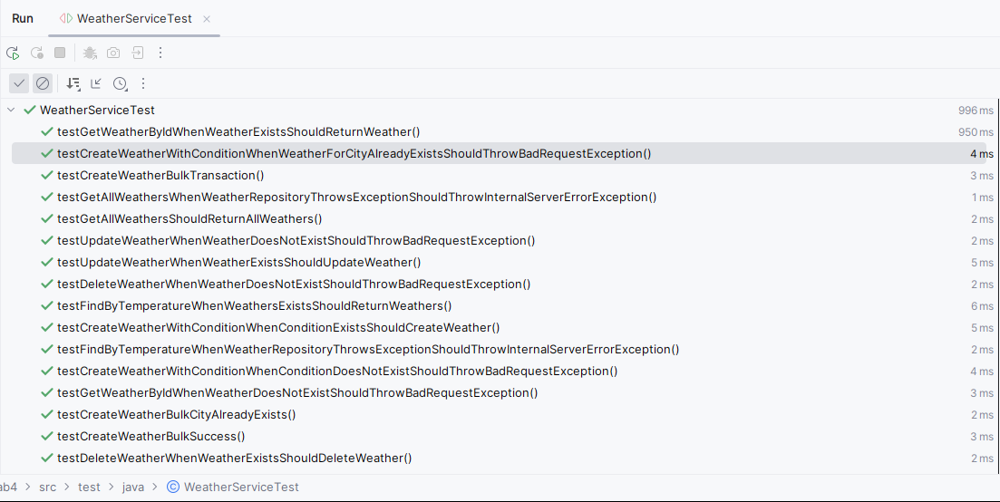 Run WeatherServiceTest
WeatherServiceTest 996 ms
testGetWeatherByIdWhenWeatherExistsShouldReturnWeather() 950 ms
testCreateWeatherWithConditionWhenWeatherForCityAlreadyExistsShouldThrowBadRequestException() 4 ms
testCreateWeatherBulkTransaction() 3 ms
testGetAllWeathersWhenWeatherRepositoryThrowsExceptionShouldThrowInternalServerErrorException() 1 ms
testGetAllWeathersShouldReturnAllWeathers() 2 ms
testUpdateWeatherWhenWeatherDoesNotExistShouldThrowBadRequestException() 2 ms
testUpdateWeatherWhenWeatherExistsShouldUpdateWeather() 5 ms
testDeleteWeatherWhenWeatherDoesNotExistShouldThrowBadRequestException() 2 ms
testFindByTemperatureWhenWeathersExistsShouldReturnWeathers() 6 ms
testCreateWeatherWithConditionWhenConditionExistsShouldCreateWeather() 5 ms
testFindByTemperatureWhenWeatherRepositoryThrowsExceptionShouldThrowInternalServerErrorException() 2 ms
testCreateWeatherWithConditionWhenConditionDoesNotExistShouldThrowBadRequestException() 4 ms
testGetWeatherByIdWhenWeatherDoesNotExistShouldThrowBadRequestException() 3 ms
testCreateWeatherBulkCityAlreadyExists() 2 ms
testCreateWeatherBulkSuccess() 3 ms
testDeleteWeatherWhenWeatherExistsShouldDeleteWeather() 2 ms
ab4 > src > test > java > WeatherServiceTest